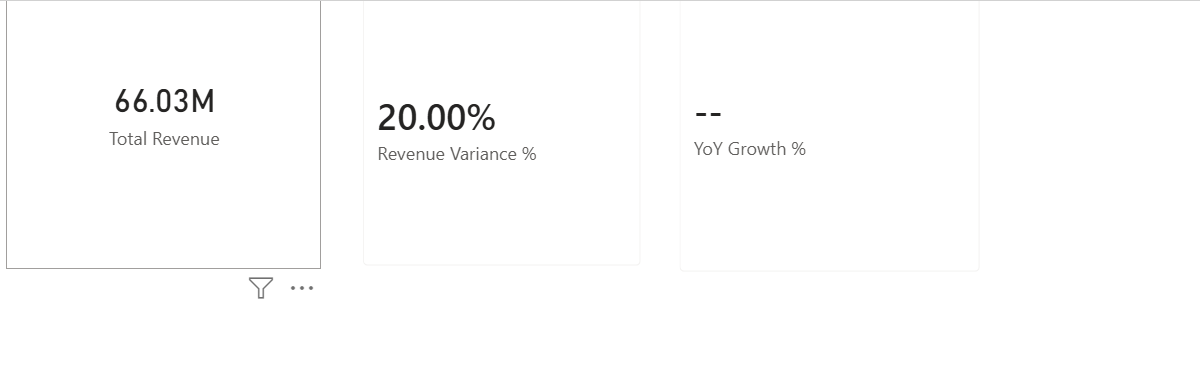 66.03M
Total Revenue
20.00%
Revenue Variance %
--
YoY Growth %